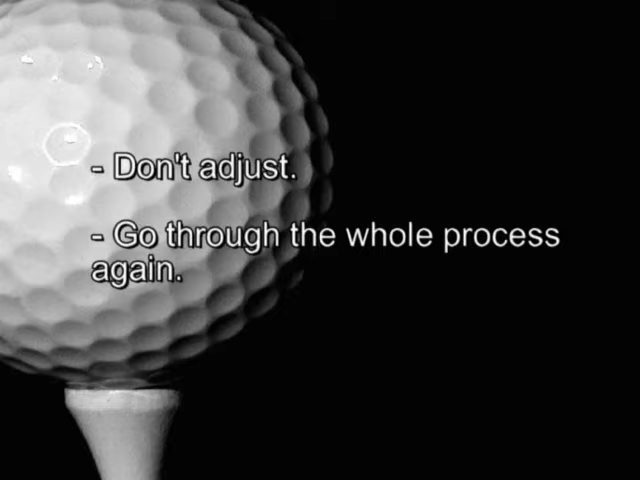 - Don't adjust.
- Go through the whole process
again.